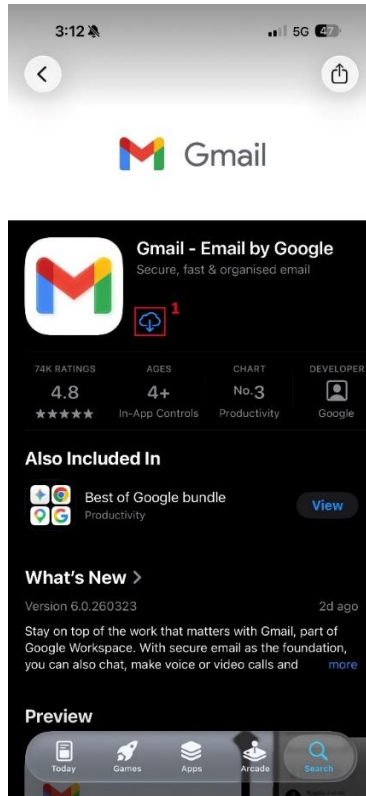 3:12
5G 47
Gmail
Gmail - Email by Google
Secure, fast & organised email
1
74K RATINGS
4.8
★★★★★
AGES
4+
In-App Controls
CHART
No.3
Productivity
DEVELOPER
Google
Also Included In
Best of Google bundle
Productivity
View
What's New >
Version 6.0.260323
2d ago
Stay on top of the work that matters with Gmail, part of
Google Workspace. With secure email as the foundation,
you can also chat, make voice or video calls and more
Preview
Today
Games
Apps
Arcade
Search